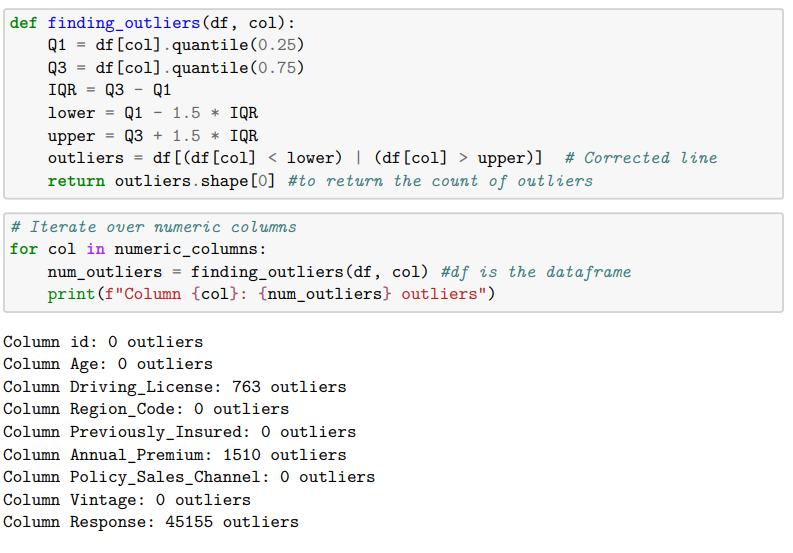 def finding_outliers(df, col):
    Q1 = df[col].quantile(0.25)
    Q3 = df[col].quantile(0.75)
    IQR = Q3 - Q1
    lower = Q1 - 1.5 * IQR
    upper = Q3 + 1.5 * IQR
    outliers = df[(df[col] < lower) | (df[col] > upper)]  # Corrected line
    return outliers.shape[0] #to return the count of outliers
# Iterate over numeric columns
for col in numeric_columns:
    num_outliers = finding_outliers(df, col) #df is the dataframe
    print(f"Column {col}: {num_outliers} outliers")
Column id: 0 outliers
Column Age: 0 outliers
Column Driving_License: 763 outliers
Column Region_Code: 0 outliers
Column Previously_Insured: 0 outliers
Column Annual_Premium: 1510 outliers
Column Policy_Sales_Channel: 0 outliers
Column Vintage: 0 outliers
Column Response: 45155 outliers